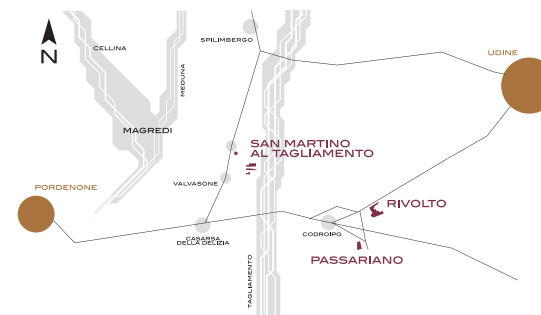 SPILIMBERGO
CELLINA
N
UDINE
MEDUNA
MAGREDI
SAN MARTINO
AL TAGLIAMENTO
VALVASONE
PORDENONE
RIVOLTO
CASARSA
DELLA DELIZIA
CODROIPO
PASSARIANO
TAGLIAMENTO